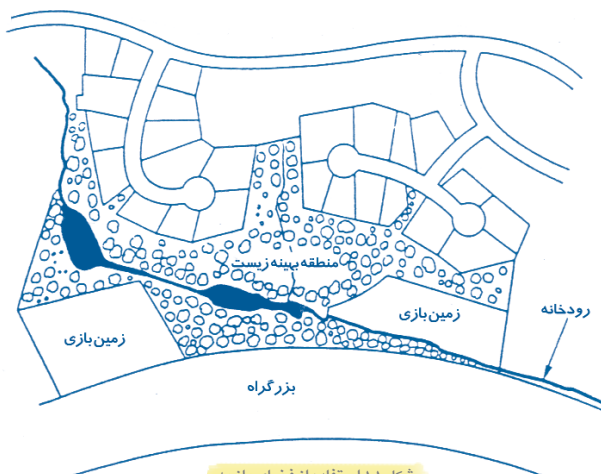 منطقه بهینه زیست
رودخانه
زمین بازی
زمین بازی
بزرگراه